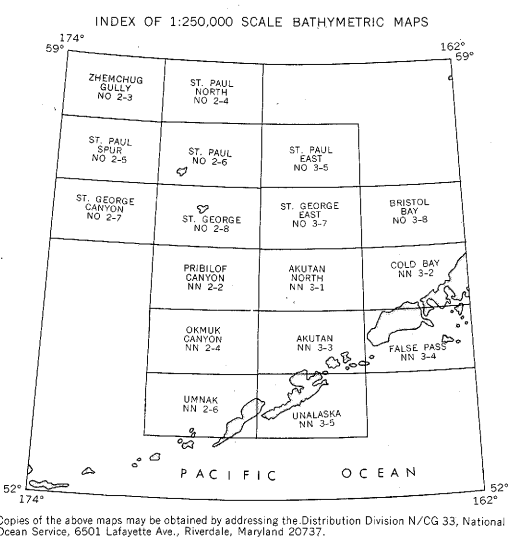 INDEX OF 1:250,000 SCALE BATHYMETRIC MAPS
174°
162°
59°
59°
ZHEMCHUG
GULLY
NO 2-3
ST. PAUL
NORTH
NO 2-4
ST. PAUL
SPUR
NO 2-5
ST. PAUL
NO 2-6
ST. PAUL
EAST
NO 3-5
ST. GEORGE
CANYON
NO 2-7
ST. GEORGE
NO 2-8
ST. GEORGE
EAST
NO 3-7
BRISTOL
BAY
NO 3-8
PRIBILOF
CANYON
NN 2-2
AKUTAN
NORTH
NN 3-1
COLD BAY
NN 3-2
OKMUK
CANYON
NN 2-4
AKUTAN
NN 3-3
FALSE PASS
NN 3-4
UMNAK
NN 2-6
UNALASKA
NN 3-5
PACIFIC OCEAN
52°
52°
174°
162°
Copies of the above maps may be obtained by addressing the Distribution Division N/CG 33, National
Ocean Service, 6501 Lafayette Ave., Riverdale, Maryland 20737.